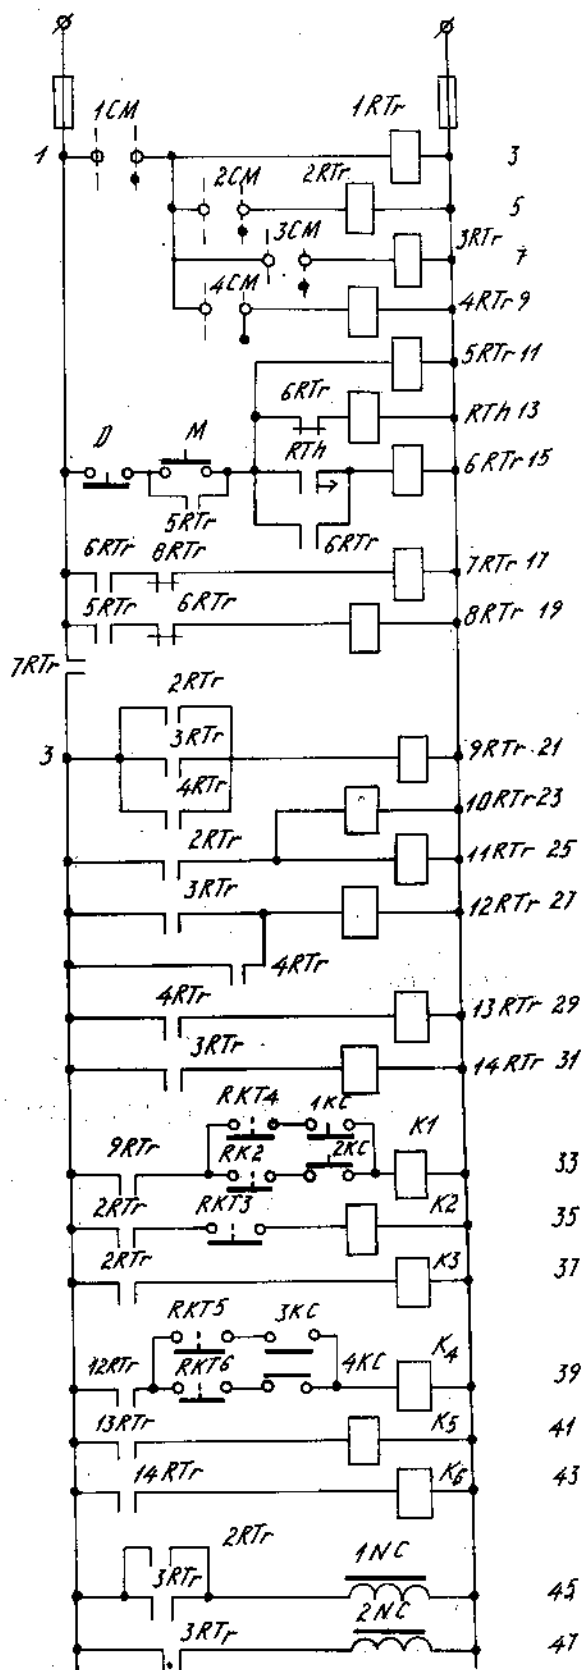 1CM 1RTr
1 3
2CM 2RTr
5
3CM 3RTr
7
4CM 4RTr 9
5RTr 11
6RTr RTh 13
D M RTh 6RTr 15
5RTr 6RTr
6RTr 8RTr 7RTr 17
5RTr 6RTr 8RTr 19
7RTr
2RTr
3RTr
3 9RTr 21
4RTr
10RTr 23
2RTr 11RTr 25
3RTr 12RTr 27
4RTr
4RTr 13RTr 29
3RTr 14RTr 31
RKT4 1KC
9RTr RK2 2KC K1 33
2RTr RKT3 K2 35
2RTr K3 37
RKT5 3KC
12RTr RKT6 4KC K4 39
13RTr K5 41
14RTr K6 43
2RTr
3RTr 1NC 45
3RTr 2NC 47